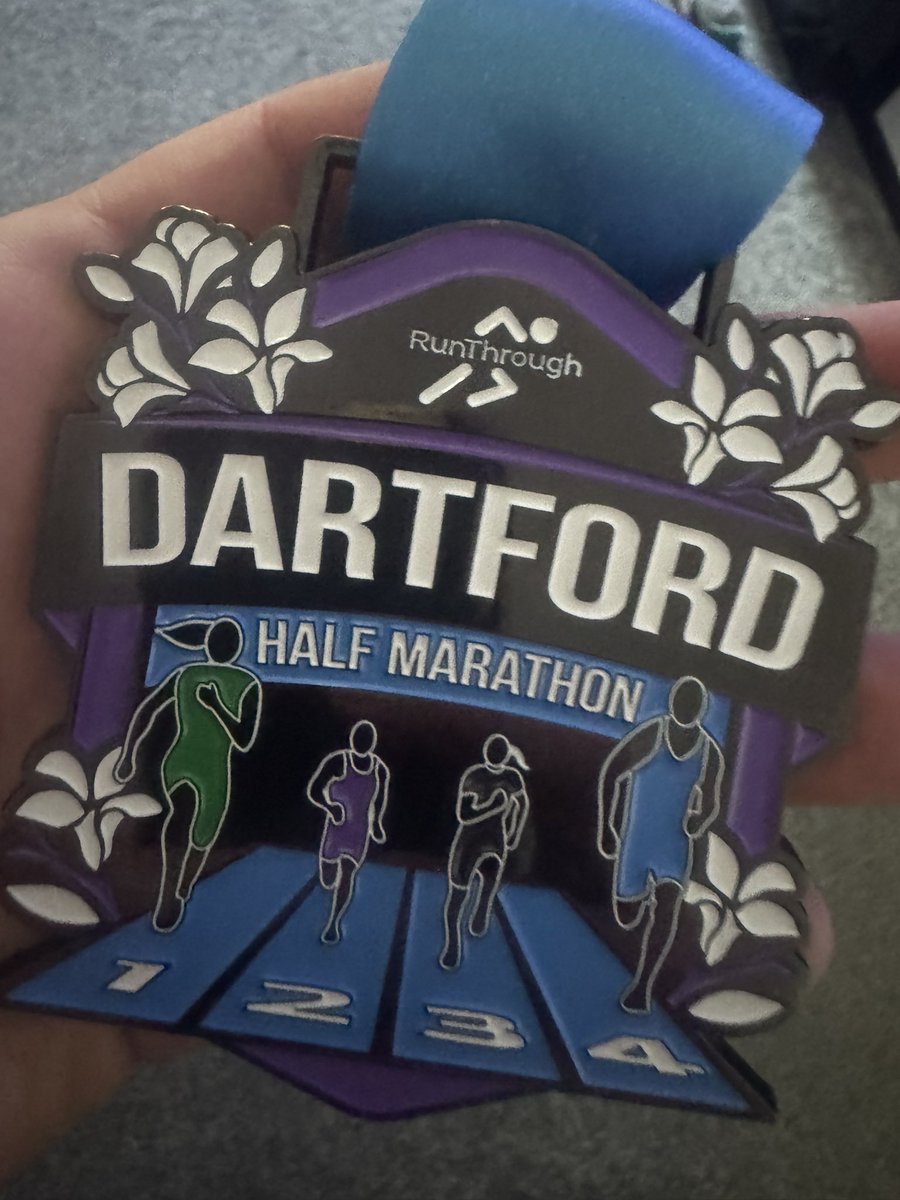 RunThrough
DARTFORD
HALF MARATHON
1 2 3 4